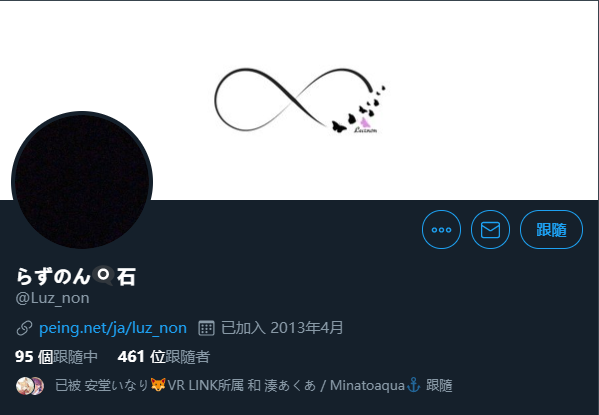 Luznon
跟隨
らずのん🗨石
@Luz_non
peing.net/ja/luz_non 已加入 2013年4月
95 個跟隨中 461 位跟隨者
已被 安堂いなり🦊VR LINK所属 和 湊あくあ / Minatoaqua⚓ 跟隨